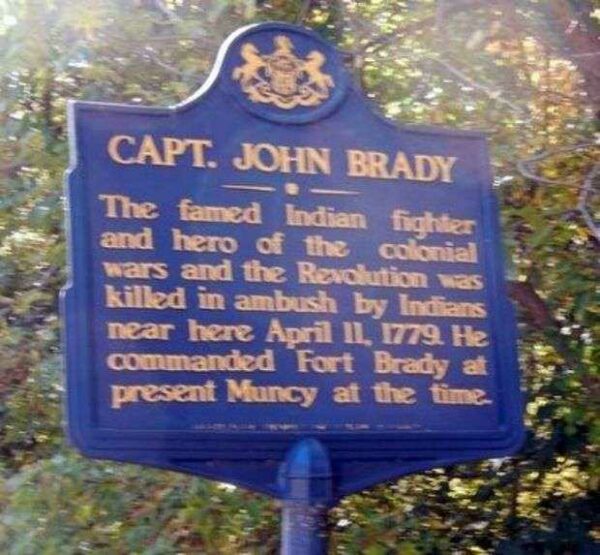 CAPT. JOHN BRADY
The famed Indian fighter
and hero of the colonial
wars and the Revolution was
killed in ambush by Indians
near here April 11, 1779. He
commanded Fort Brady at
present Muncy at the time.